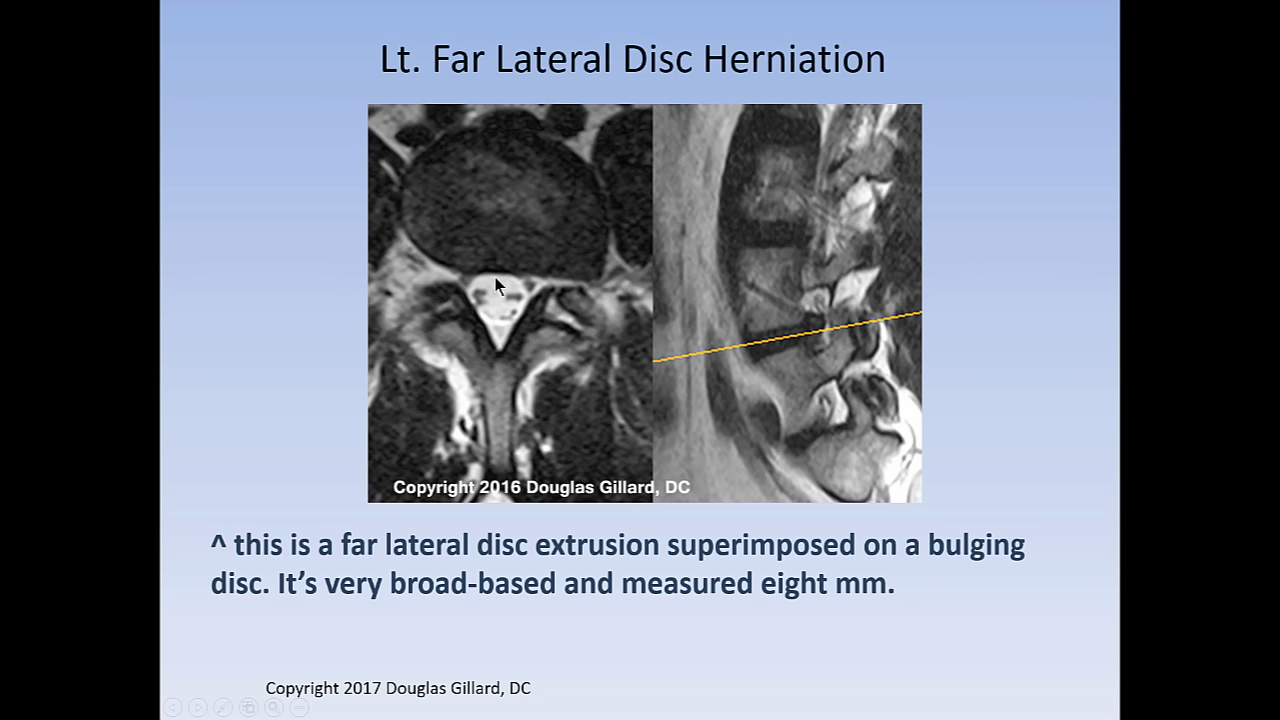 Lt. Far Lateral Disc Herniation
Copyright 2016 Douglas Gillard, DC
^ this is a far lateral disc extrusion superimposed on a bulging
disc. It’s very broad-based and measured eight mm.
Copyright 2017 Douglas Gillard, DC